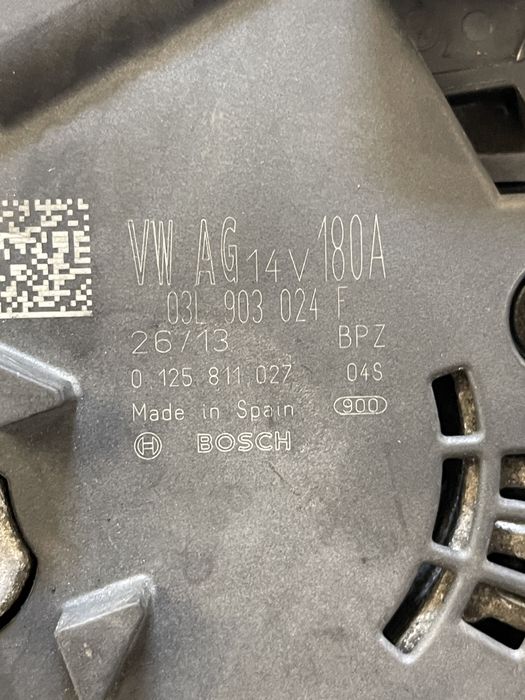 VW AG 14V 180A
03L 903 024 F
26/13 BPZ
0 125 811 027 04S
Made in Spain 900
BOSCH